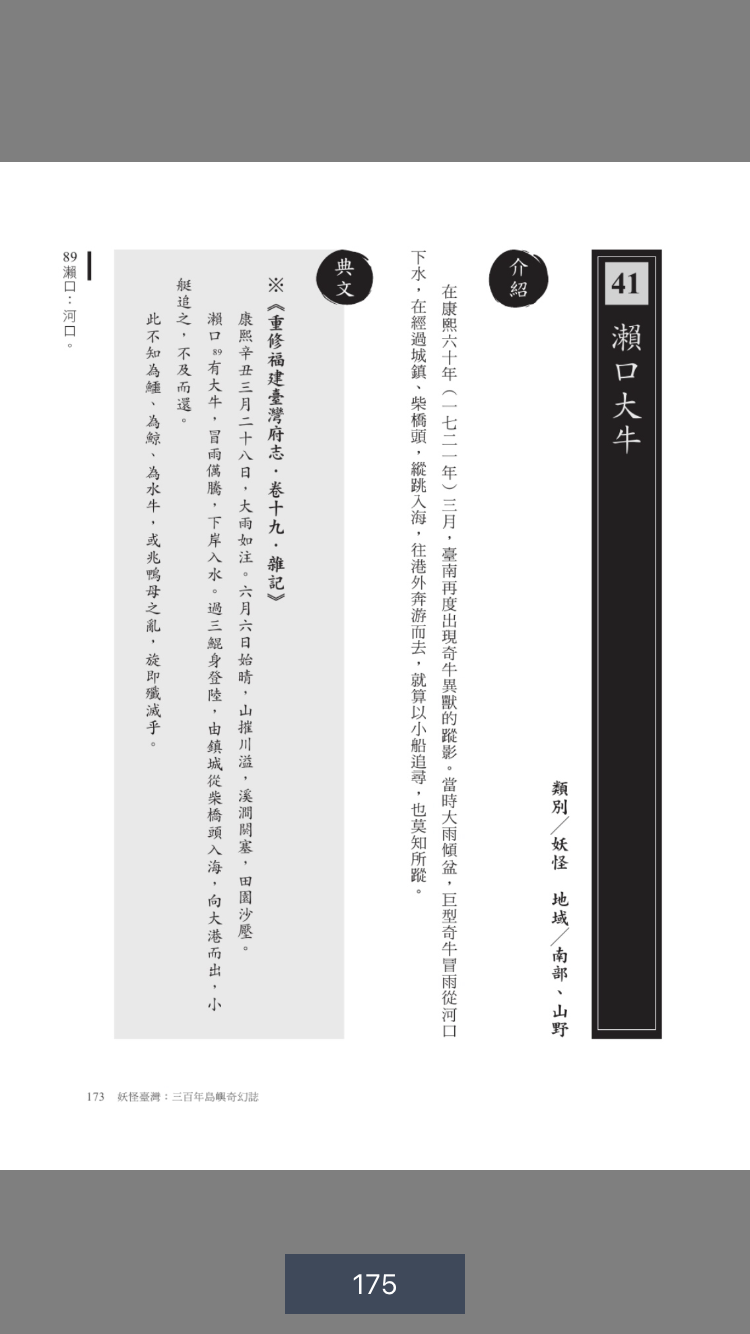 41 瀨口大牛
類別／妖怪　地域／南部、山野
介紹
在康熙六十年（一七二一年）三月，臺南再度出現奇牛異獸的蹤影。當時大雨傾盆，巨型奇牛冒雨從河口
下水，在經過城鎮、柴橋頭，縱跳入海，往港外奔游而去，就算以小船追尋，也莫知所蹤。
典文
※《重修福建臺灣府志．卷十九．雜記》
康熙辛丑三月二十八日，大雨如注。六月六日始晴，山摧川溢，溪澗闕塞，田園沙壓。
瀨口89有大牛，冒雨偶騰，下岸入水。過三鯤身登陸，由鎮城從柴橋頭入海，向大港而出，小
艇追之，不及而還。
此不知為鱷、為鯨、為水牛，或兆鴨母之亂，旋即殲滅乎。
89瀨口：河口。
173　妖怪臺灣：三百年島嶼奇幻誌
175